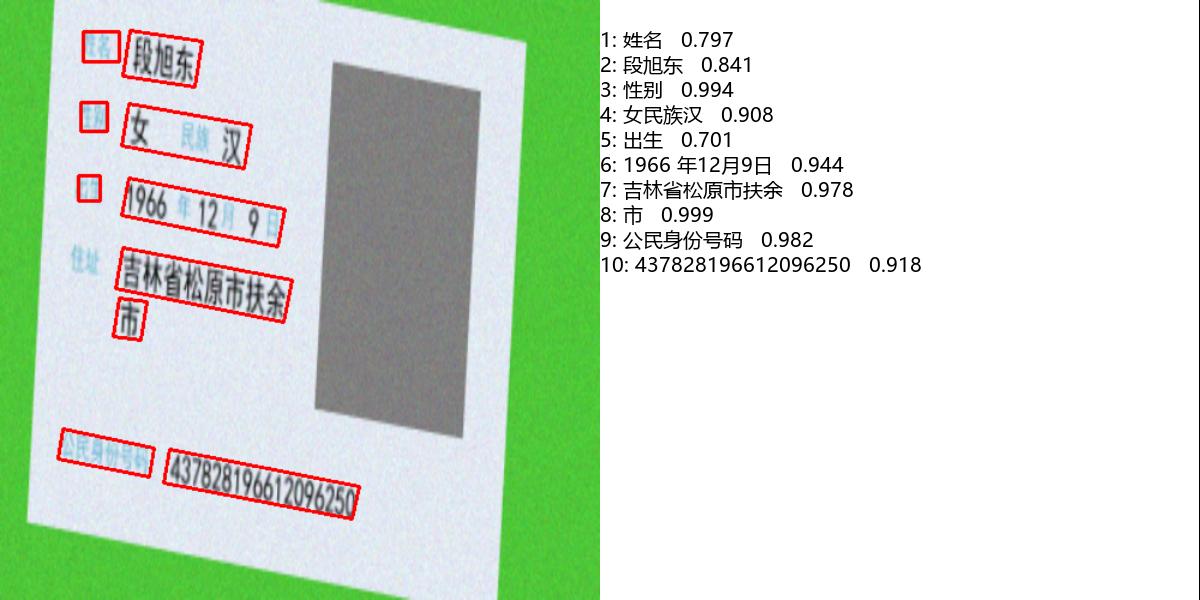 姓名 段旭东
性别 女 民族 汉
出生 1966 年 12 月 9 日
住址 吉林省松原市扶余
市
公民身份号码 437828196612096250
1: 姓名 0.797
2: 段旭东 0.841
3: 性别 0.994
4: 女民族汉 0.908
5: 出生 0.701
6: 1966 年12月9日 0.944
7: 吉林省松原市扶余 0.978
8: 市 0.999
9: 公民身份号码 0.982
10: 437828196612096250 0.918